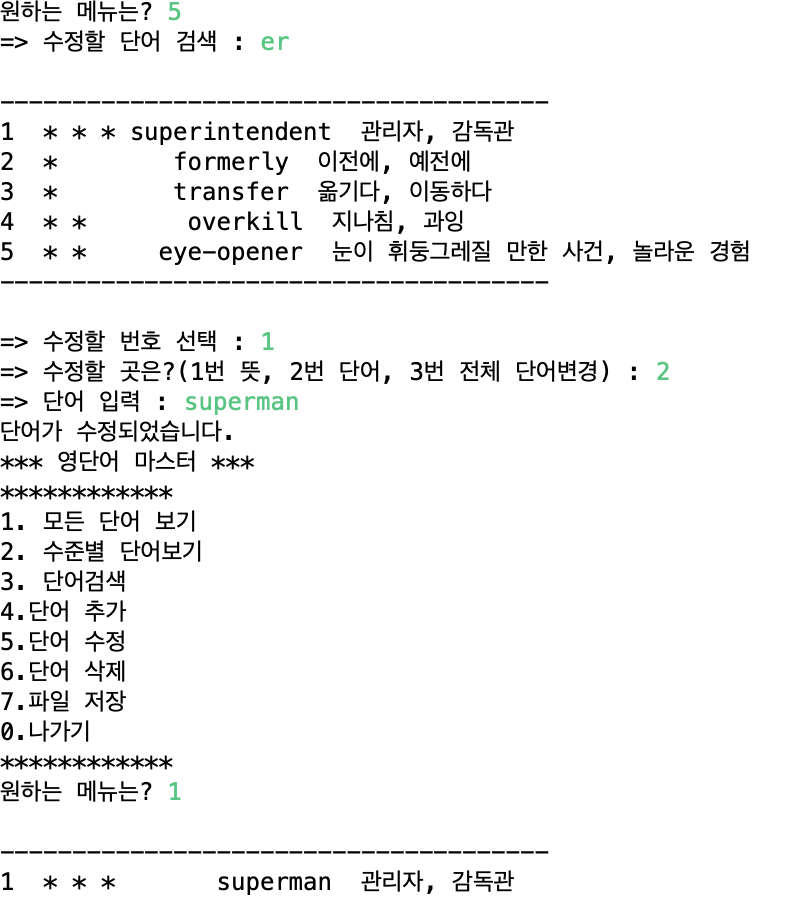 원하는 메뉴는? 5
=> 수정할 단어 검색 : er
--------------------------------------
1 * * * superintendent 관리자, 감독관
2 * formerly 이전에, 예전에
3 * transfer 옮기다, 이동하다
4 * * overkill 지나침, 과잉
5 * * eye-opener 눈이 휘둥그레질 만한 사건, 놀라운 경험
--------------------------------------
=> 수정할 번호 선택 : 1
=> 수정할 곳은?(1번 뜻, 2번 단어, 3번 전체 단어변경) : 2
=> 단어 입력 : superman
단어가 수정되었습니다.
*** 영단어 마스터 ***
************
1. 모든 단어 보기
2. 수준별 단어보기
3. 단어검색
4.단어 추가
5.단어 수정
6.단어 삭제
7.파일 저장
0.나가기
************
원하는 메뉴는? 1
--------------------------------------
1 * * * superman 관리자, 감독관